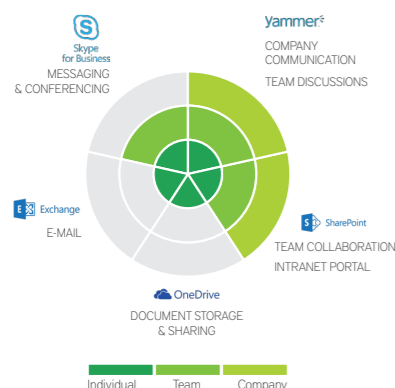 Skype
for Business
MESSAGING
& CONFERENCING
yammer
COMPANY
COMMUNICATION
TEAM DISCUSSIONS
Exchange
E-MAIL
SharePoint
TEAM COLLABORATION
INTRANET PORTAL
OneDrive
DOCUMENT STORAGE
& SHARING
Individual Team Company